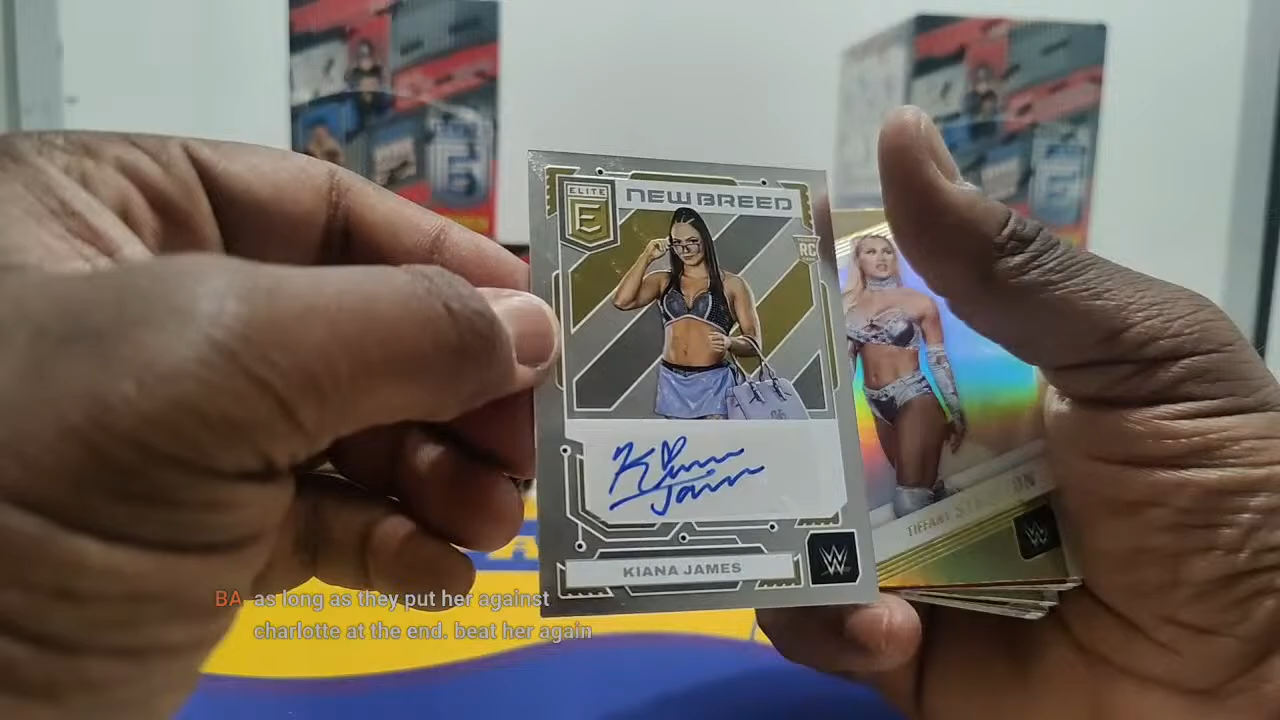 ELITE
E
NEW BREED
RC
KIANA JAMES
W
TIFFANY
W
BA as long as they put her against
charlotte at the end. beat her again